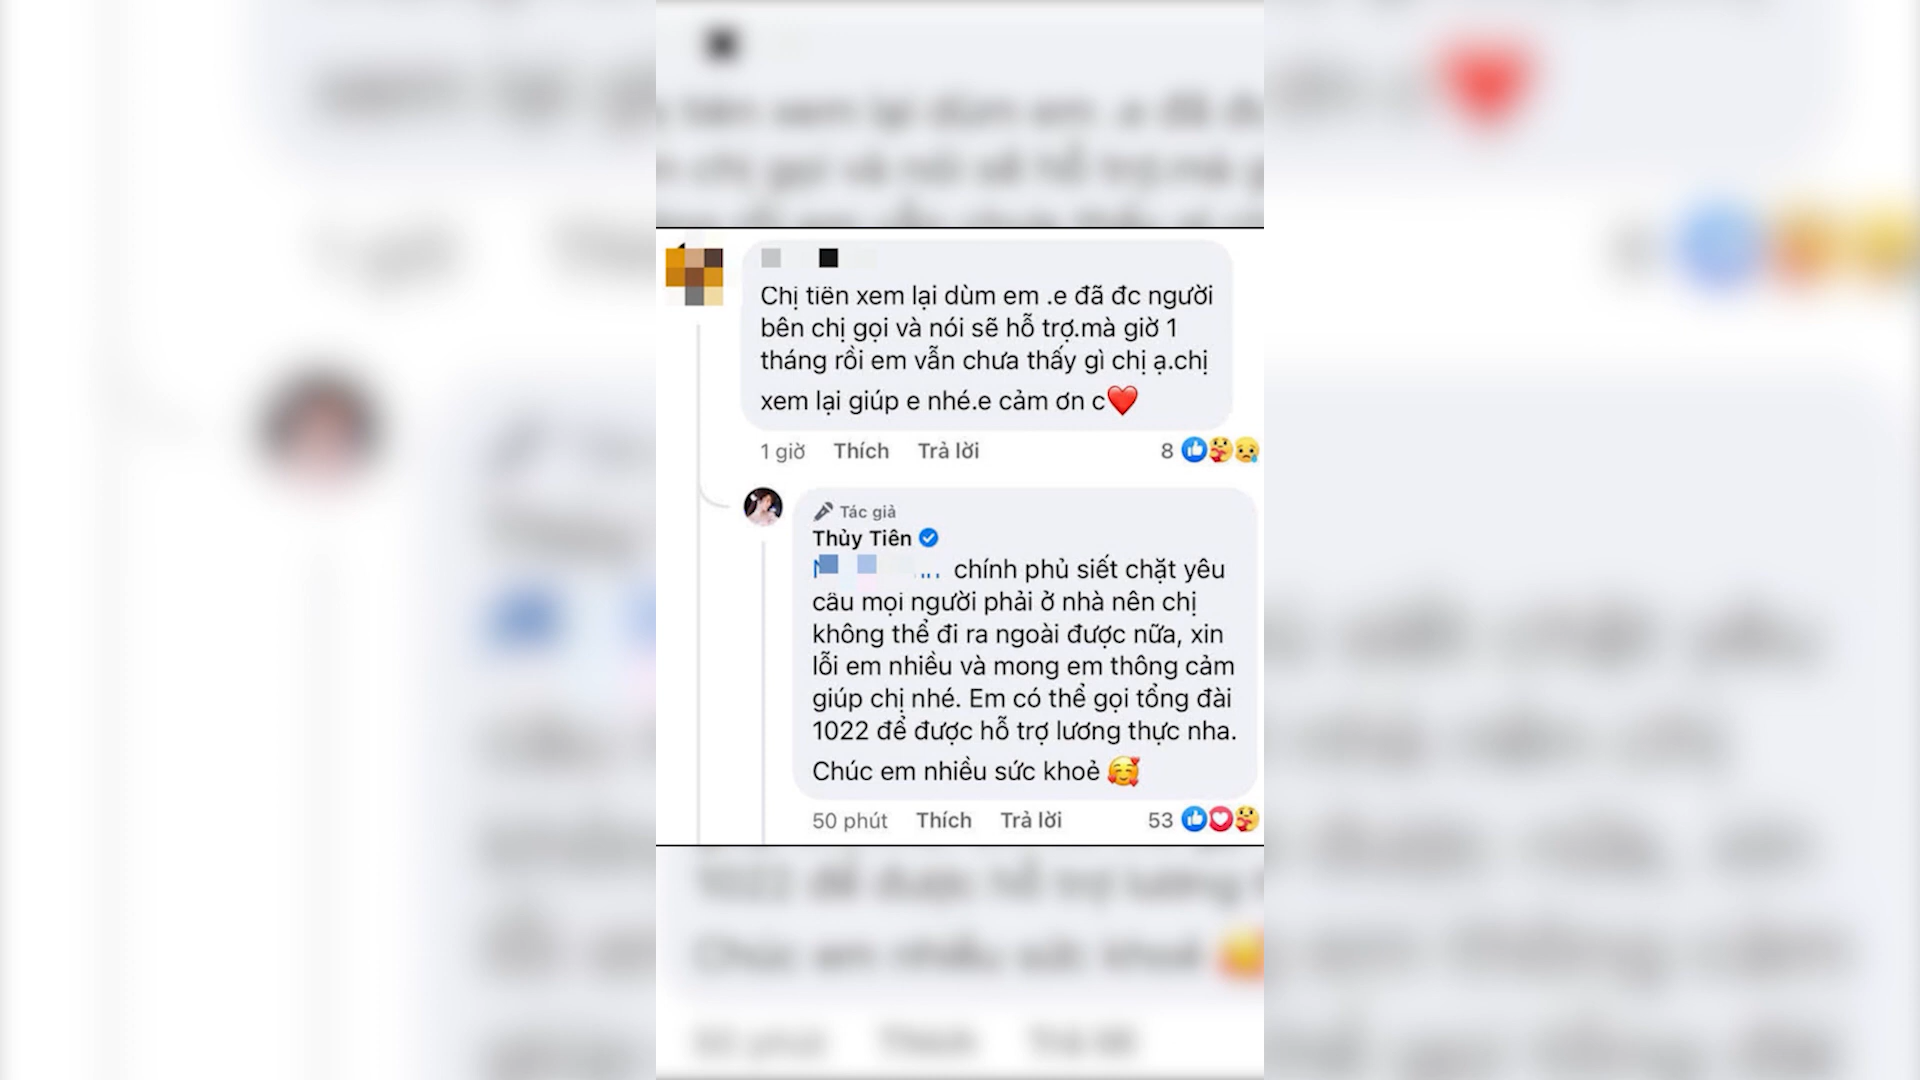 Chị tiên xem lại dùm em .e đã đc người
bên chị gọi và nói sẽ hỗ trợ.mà giờ 1
tháng rồi em vẫn chưa thấy gì chị ạ.chị
xem lại giúp e nhé.e cảm ơn c❤️
1 giờ Thích Trả lời 8
Tác giả
Thủy Tiên
chính phủ siết chặt yêu
cầu mọi người phải ở nhà nên chị
không thể đi ra ngoài được nữa, xin
lỗi em nhiều và mong em thông cảm
giúp chị nhé. Em có thể gọi tổng đài
1022 để được hỗ trợ lương thực nha.
Chúc em nhiều sức khoẻ 🥰
50 phút Thích Trả lời 53